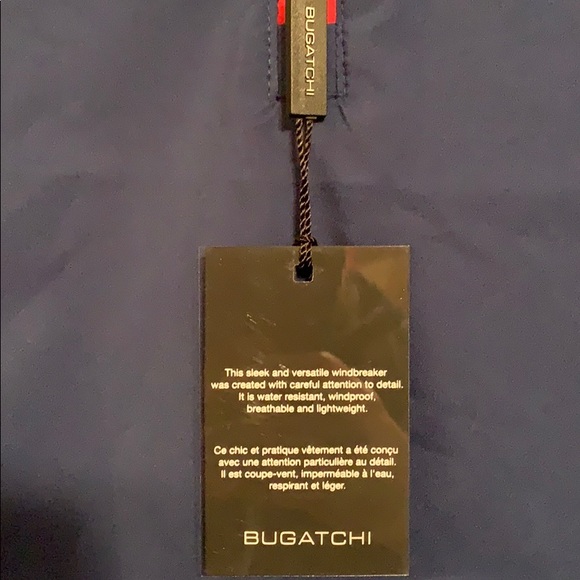 BUGATCHI
This sleek and versatile windbreaker
was created with careful attention to detail.
It is water resistant, windproof,
breathable and lightweight.
Ce chic et pratique vêtement a été conçu
avec une attention particulière au détail.
Il est coupe-vent, imperméable à l'eau,
respirant et léger.
BUGATCHI